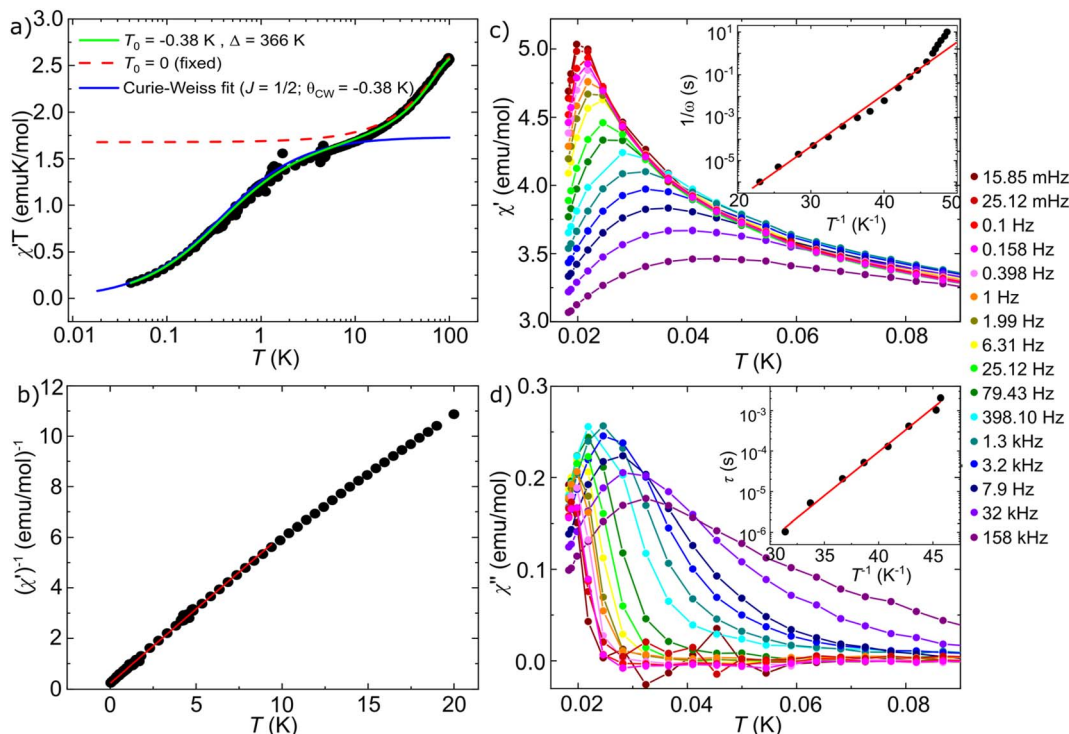 a)
T₀ = -0.38 K , Δ = 366 K
T₀ = 0 (fixed)
Curie-Weiss fit (J = 1/2; θCW = -0.38 K)
χ'T (emuK/mol)
3.0
2.5
2.0
1.5
1.0
0.5
0.0
0.01 0.1 1 10 100
T (K)
b)
(χ')⁻¹ (emu/mol)⁻¹
12
10
8
6
4
2
0
0 5 10 15 20
T (K)
c)
χ' (emu/mol)
5.0
4.5
4.0
3.5
3.0
0.02 0.04 0.06 0.08
T (K)
1/ω (s)
10¹
10⁻¹
10⁻³
10⁻⁵
20 30 40 50
T⁻¹ (K⁻¹)
d)
χ'' (emu/mol)
0.3
0.2
0.1
0.0
0.02 0.04 0.06 0.08
T (K)
τ (s)
10⁻³
10⁻⁴
10⁻⁵
10⁻⁶
30 35 40 45
T⁻¹ (K⁻¹)
15.85 mHz
25.12 mHz
0.1 Hz
0.158 Hz
0.398 Hz
1 Hz
1.99 Hz
6.31 Hz
25.12 Hz
79.43 Hz
398.10 Hz
1.3 kHz
3.2 kHz
7.9 Hz
32 kHz
158 kHz